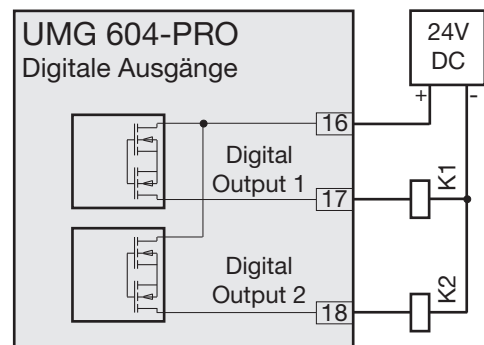 UMG 604-PRO
Digitale Ausgänge
24V
DC
+ -
16
Digital
Output 1
17
K1
Digital
Output 2
18
K2